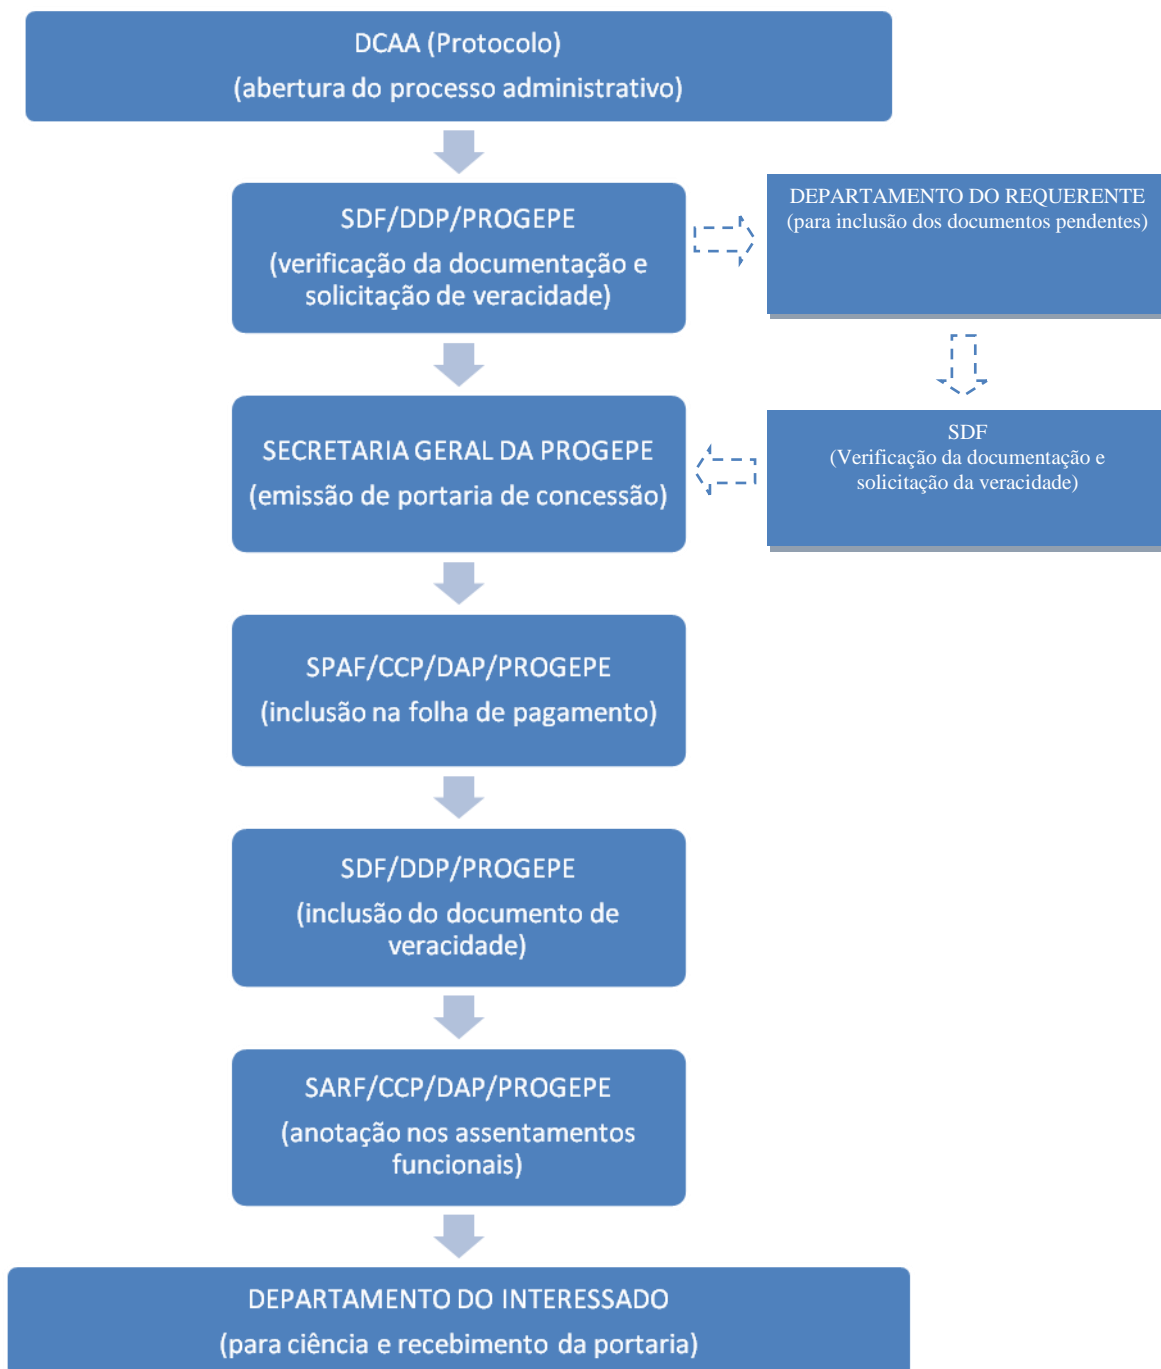 DCAA (Protocolo)
(abertura do processo administrativo)
SDF/DDP/PROGEPE
(verificação da documentação e
solicitação de veracidade)
DEPARTAMENTO DO REQUERENTE
(para inclusão dos documentos pendentes)
SECRETARIA GERAL DA PROGEPE
(emissão de portaria de concessão)
SDF
(Verificação da documentação e
solicitação da veracidade)
SPAF/CCP/DAP/PROGEPE
(inclusão na folha de pagamento)
SDF/DDP/PROGEPE
(inclusão do documento de
veracidade)
SARF/CCP/DAP/PROGEPE
(anotação nos assentamentos
funcionais)
DEPARTAMENTO DO INTERESSADO
(para ciência e recebimento da portaria)